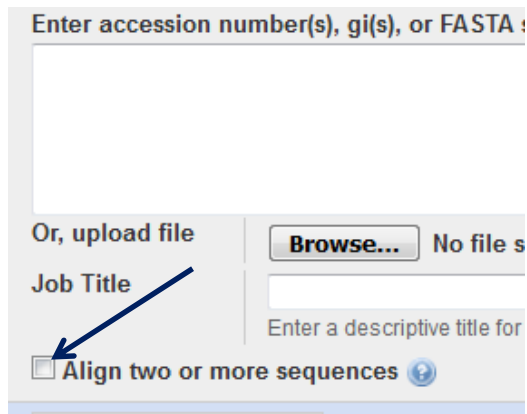 Enter accession number(s), gi(s), or FASTA
Or, upload file
Browse... No file
Job Title
Enter a descriptive title for
Align two or more sequences